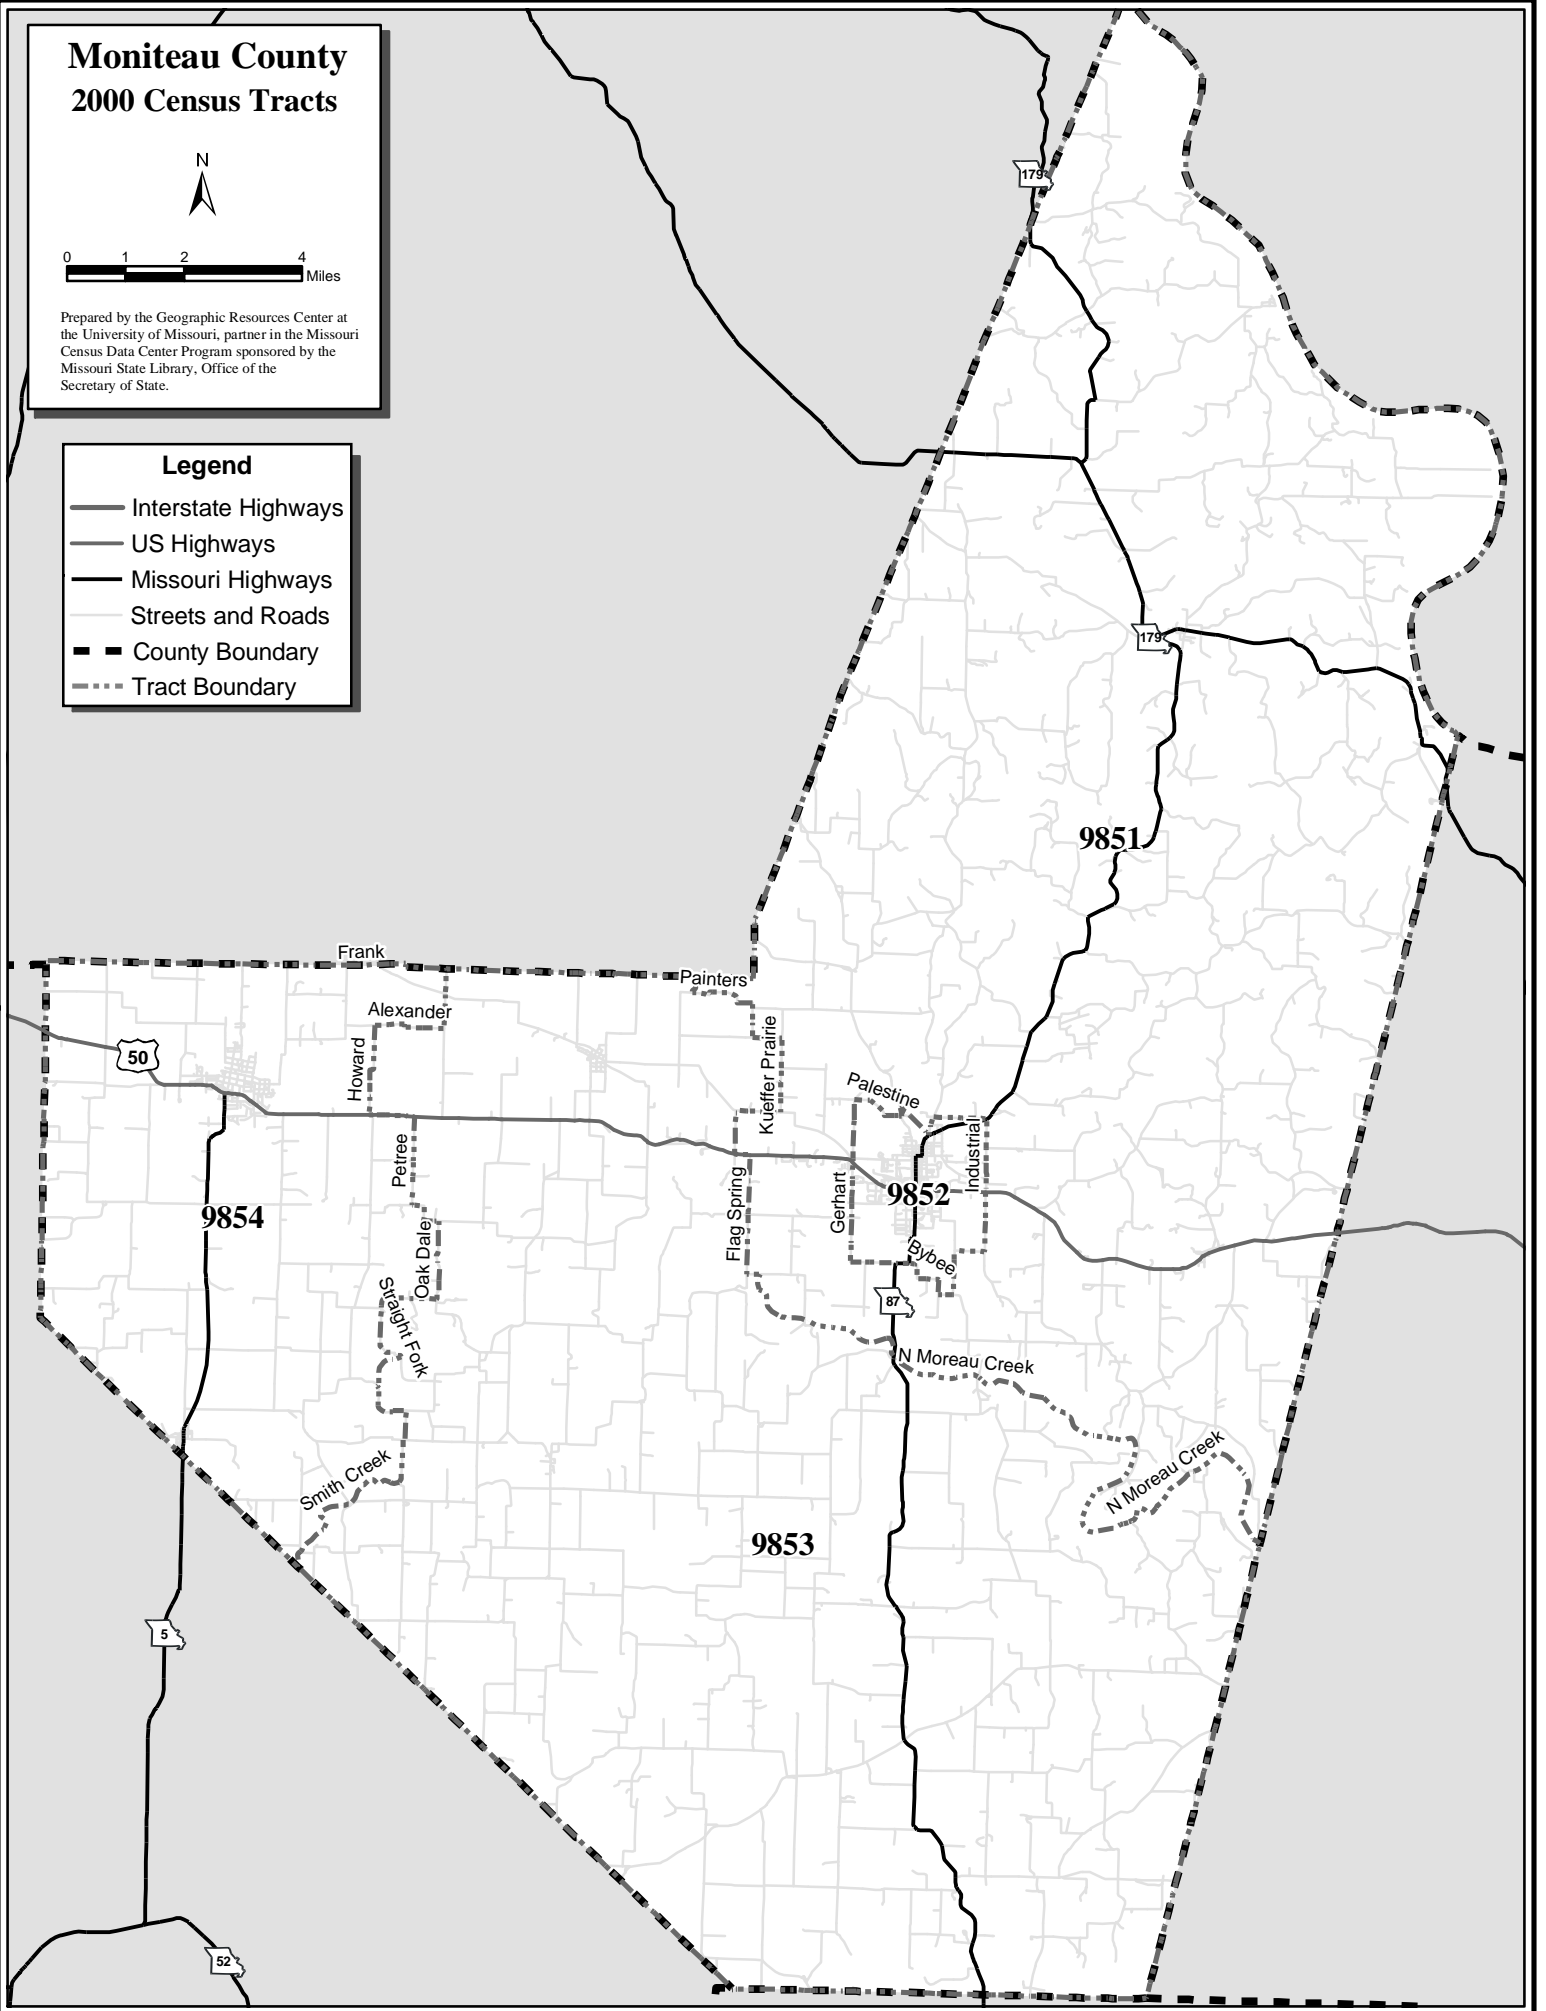 Moniteau County
2000 Census Tracts
N
0 1 2 4
Miles
Prepared by the Geographic Resources Center at
the University of Missouri, partner in the Missouri
Census Data Center Program sponsored by the
Missouri State Library, Office of the
Secretary of State.
Legend
Interstate Highways
US Highways
Missouri Highways
Streets and Roads
County Boundary
Tract Boundary
179
179
9851
Frank
Painters
Alexander
Howard
50
Kueffer Prairie
Palestine
Industrial
Petree
Flag Spring
Gerhart
9852
9854
Oak Dale
Bybee
Straight Fork
87
N Moreau Creek
N Moreau Creek
Smith Creek
9853
5
52